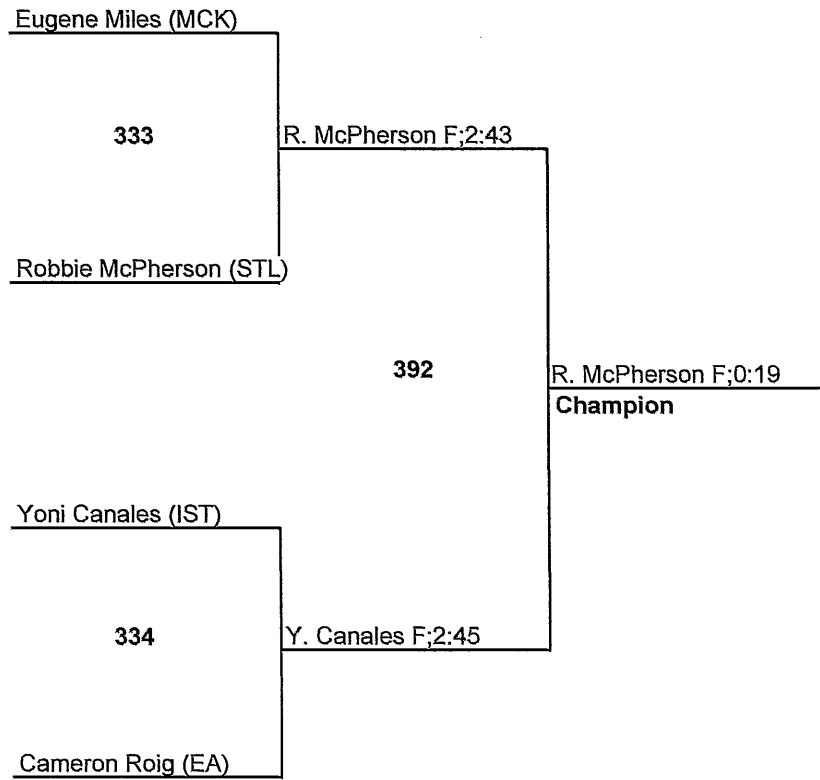 Eugene Miles (MCK)
333
R. McPherson F;2:43
Robbie McPherson (STL)
392
R. McPherson F;0:19
Champion
Yoni Canales (IST)
334
Y. Canales F;2:45
Cameron Roig (EA)